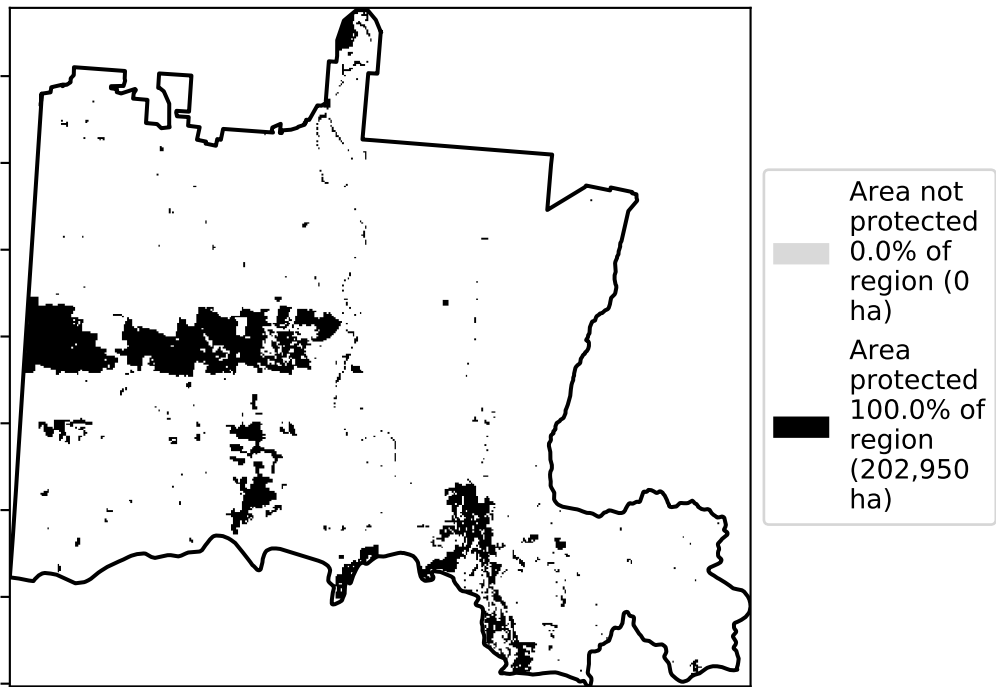 Area not
protected
0.0% of
region (0
ha)
Area
protected
100.0% of
region
(202,950
ha)